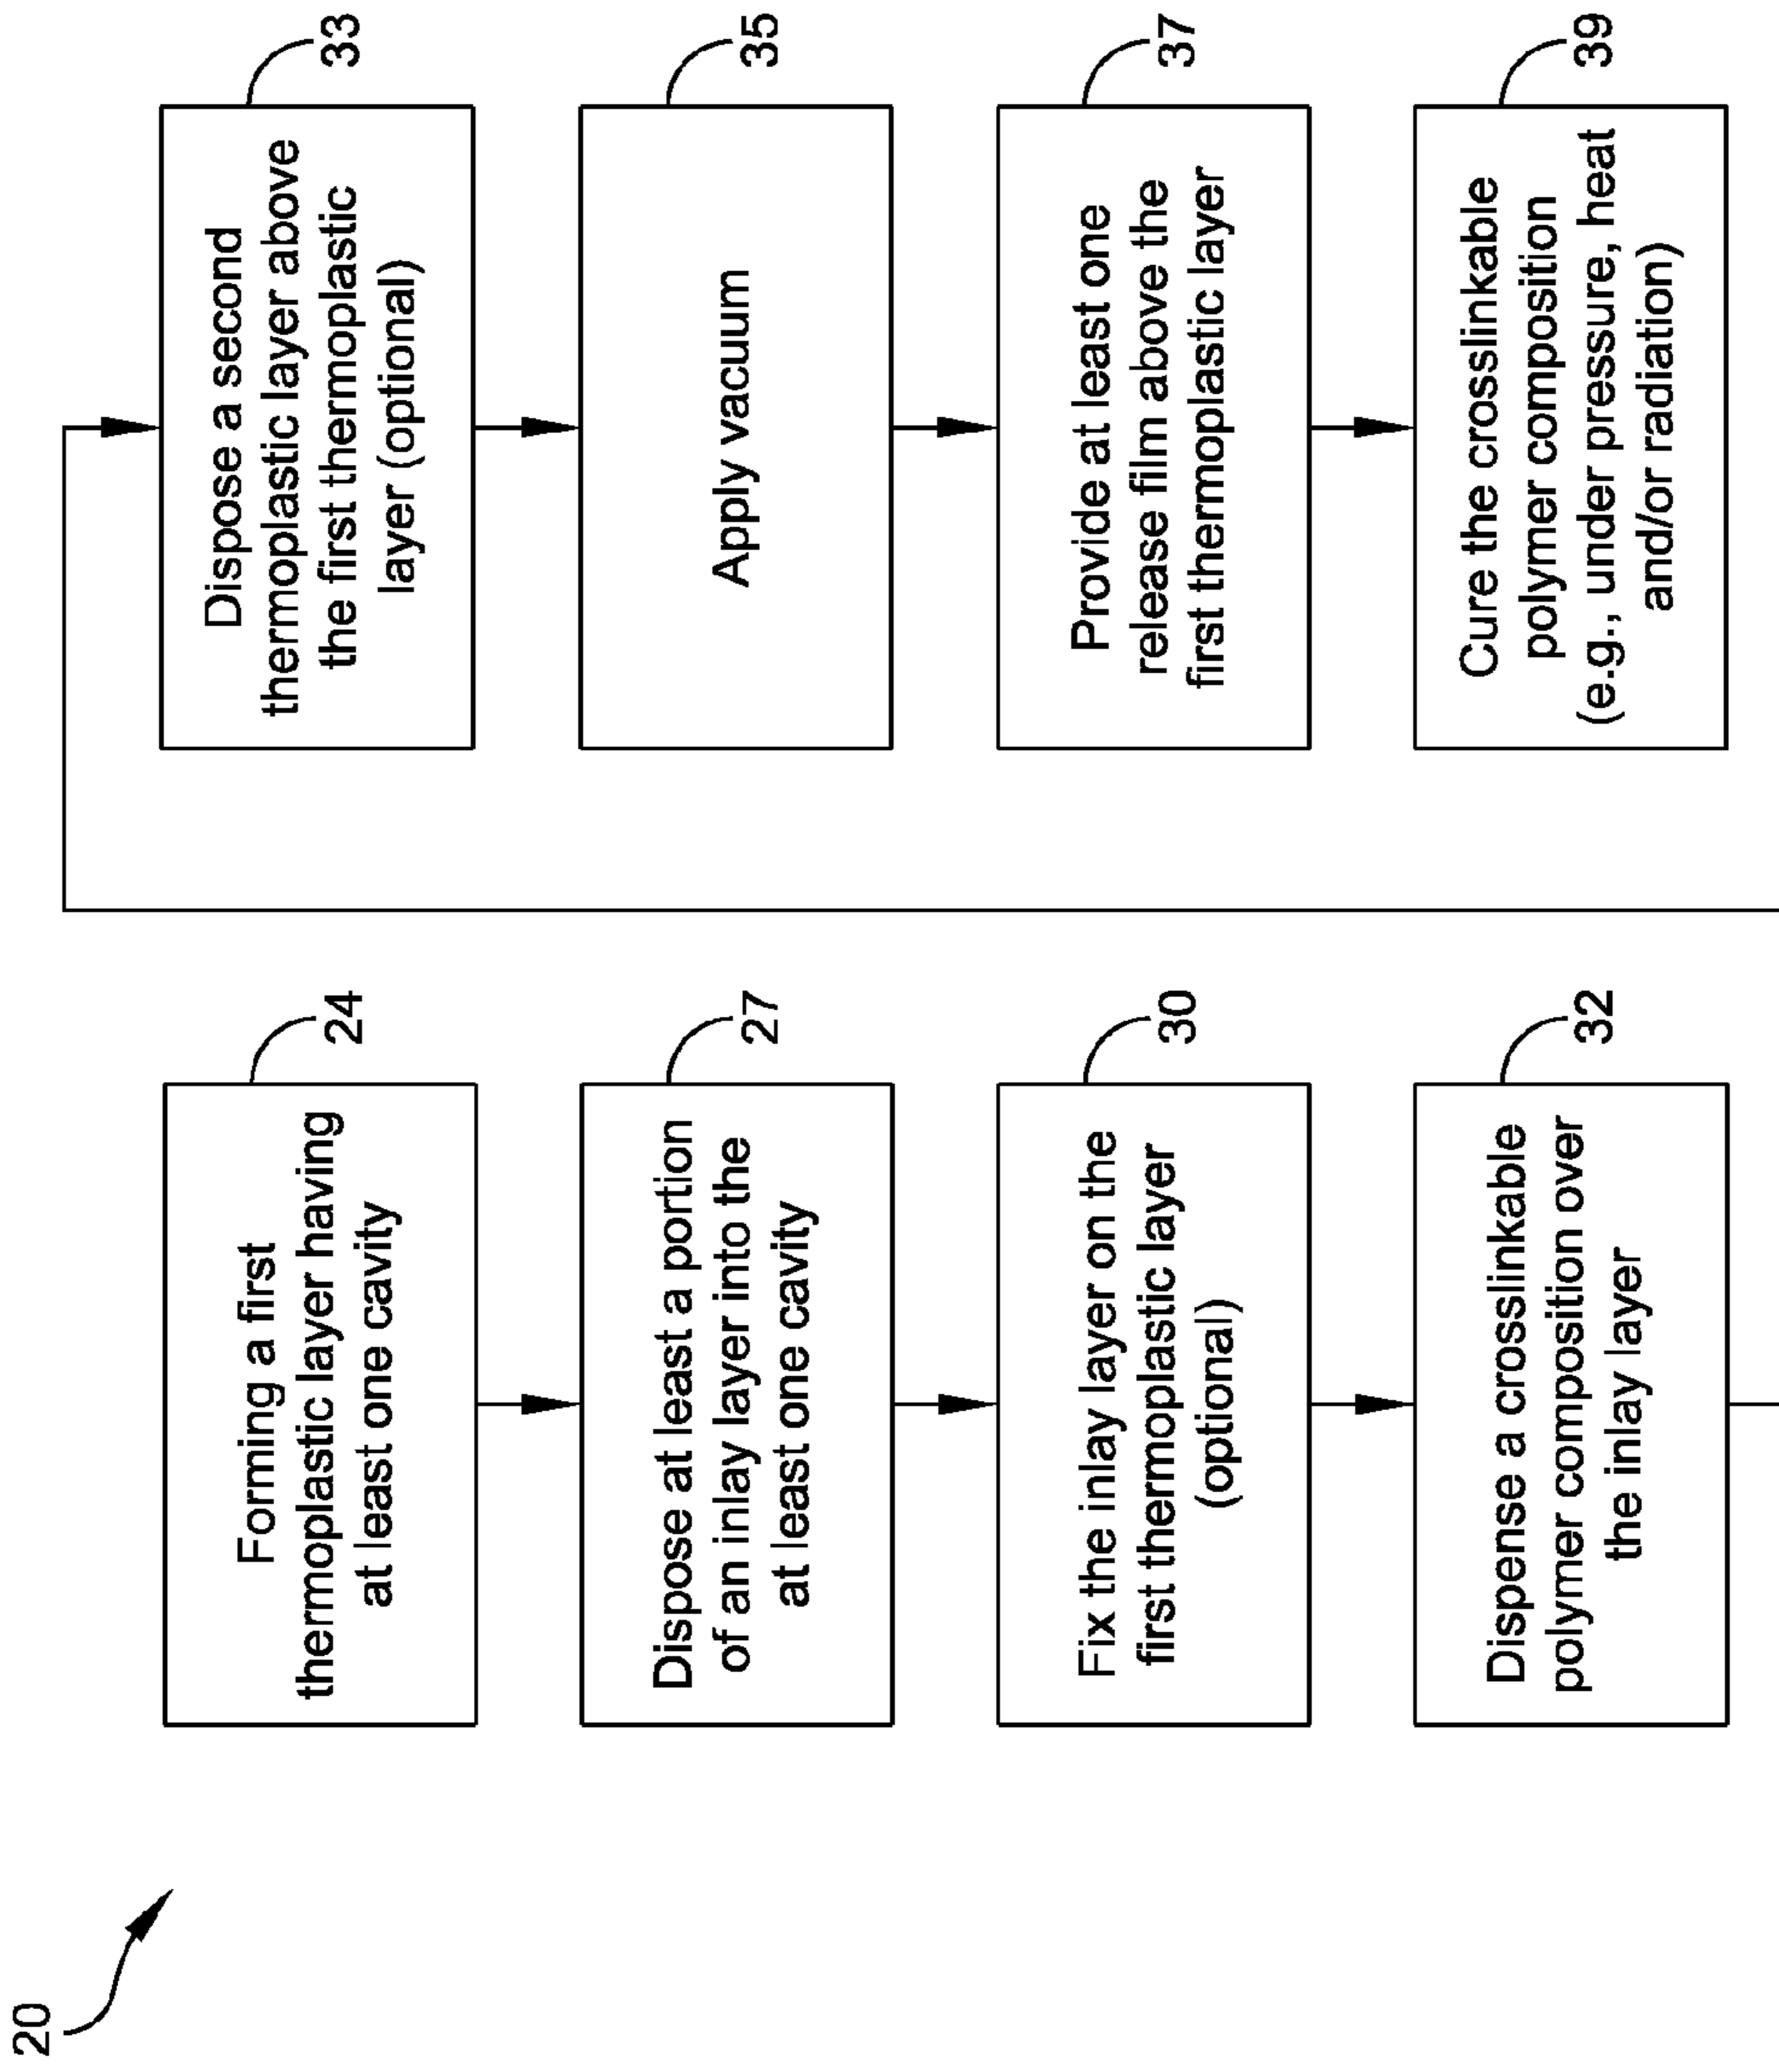 20
24
Forming a first
thermoplastic layer having
at least one cavity
27
Dispose at least a portion
of an inlay layer into the
at least one cavity
30
Fix the inlay layer on the
first thermoplastic layer
(optional)
32
Dispense a crosslinkable
polymer composition over
the inlay layer
33
Dispose a second
thermoplastic layer above
the first thermoplastic
layer (optional)
35
Apply vacuum
37
Provide at least one
release film above the
first thermoplastic layer
39
Cure the crosslinkable
polymer composition
(e.g., under pressure, heat
and/or radiation)